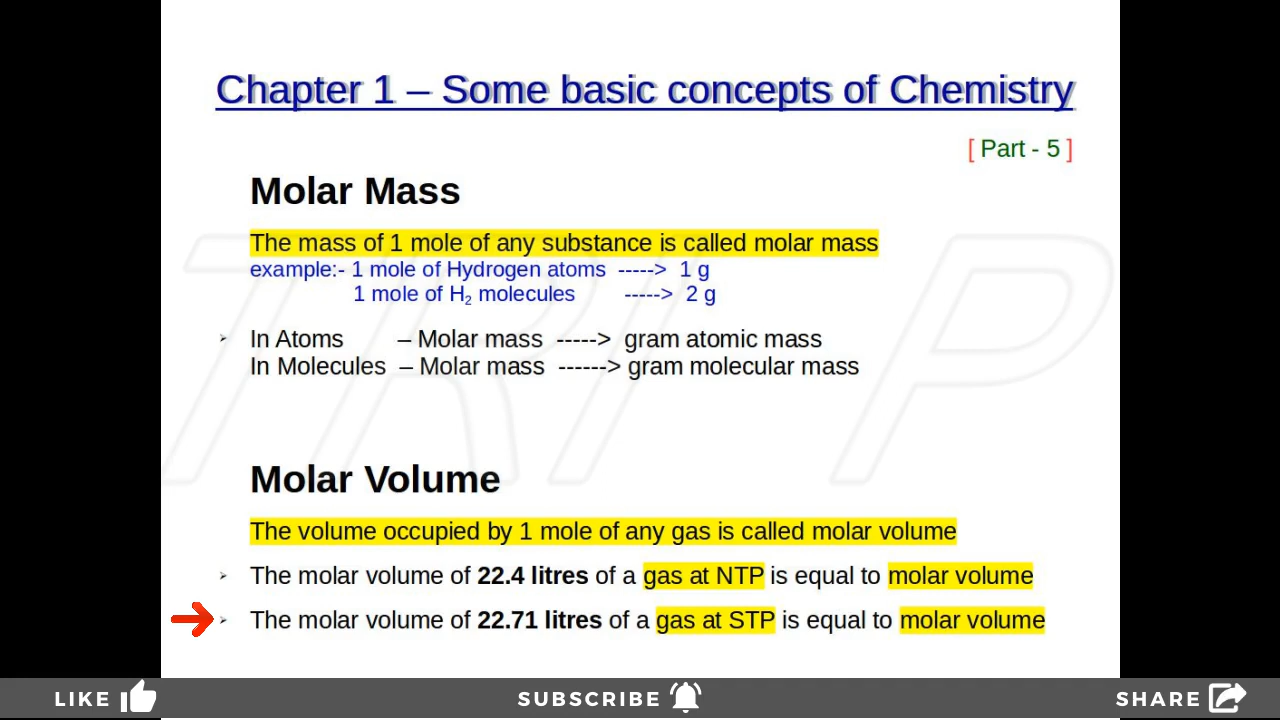 Chapter 1 – Some basic concepts of Chemistry
[ Part - 5 ]
Molar Mass
The mass of 1 mole of any substance is called molar mass
example:- 1 mole of Hydrogen atoms -----> 1 g
1 mole of H₂ molecules -----> 2 g
In Atoms – Molar mass -----> gram atomic mass
In Molecules – Molar mass ------> gram molecular mass
TRI P
Molar Volume
The volume occupied by 1 mole of any gas is called molar volume
The molar volume of 22.4 litres of a gas at NTP is equal to molar volume
The molar volume of 22.71 litres of a gas at STP is equal to molar volume
LIKE SUBSCRIBE SHARE